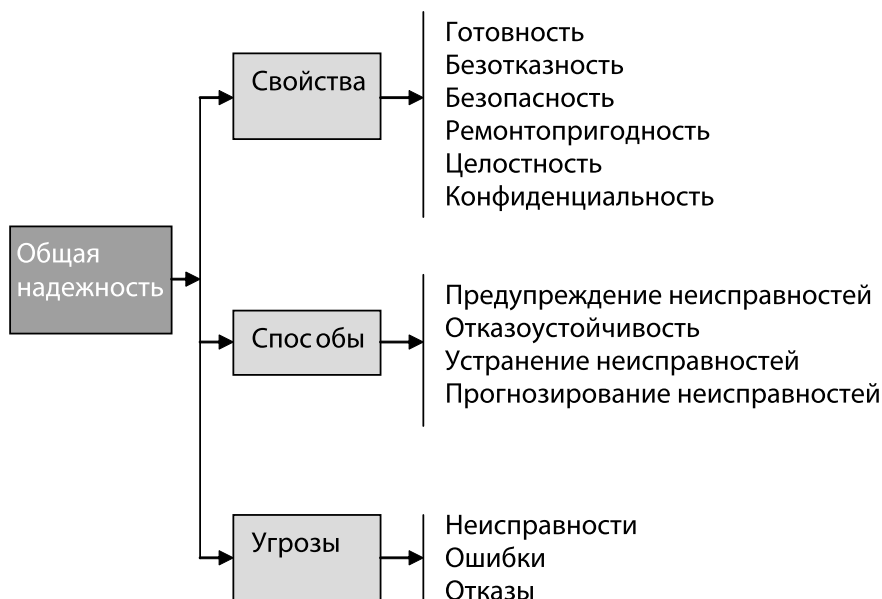 Общая
надежность
Свойства
Готовность
Безотказность
Безопасность
Ремонтопригодность
Целостность
Конфиденциальность
Способы
Предупреждение неисправностей
Отказоустойчивость
Устранение неисправностей
Прогнозирование неисправностей
Угрозы
Неисправности
Ошибки
Отказы